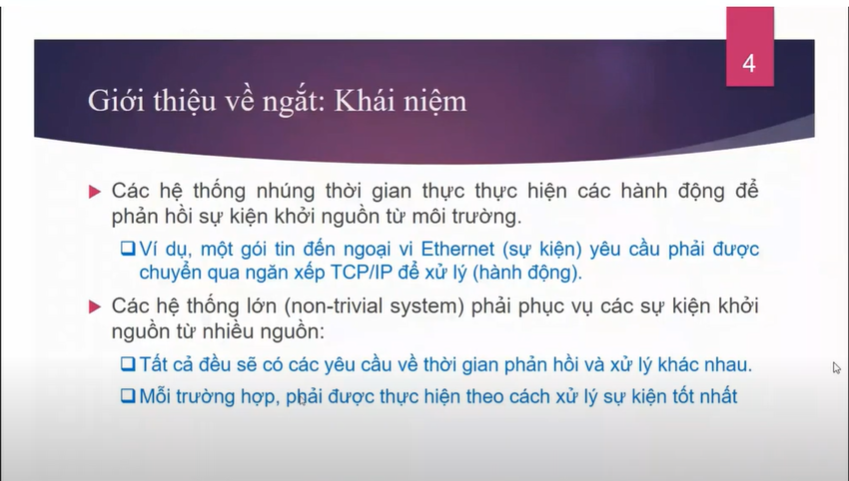 4
Giới thiệu về ngắt: Khái niệm
Các hệ thống nhúng thời gian thực thực hiện các hành động để
phản hồi sự kiện khởi nguồn từ môi trường.
Ví dụ, một gói tin đến ngoại vi Ethernet (sự kiện) yêu cầu phải được
chuyển qua ngăn xếp TCP/IP để xử lý (hành động).
Các hệ thống lớn (non-trivial system) phải phục vụ các sự kiện khởi
nguồn từ nhiều nguồn:
Tất cả đều sẽ có các yêu cầu về thời gian phản hồi và xử lý khác nhau.
Mỗi trường hợp, phải được thực hiện theo cách xử lý sự kiện tốt nhất